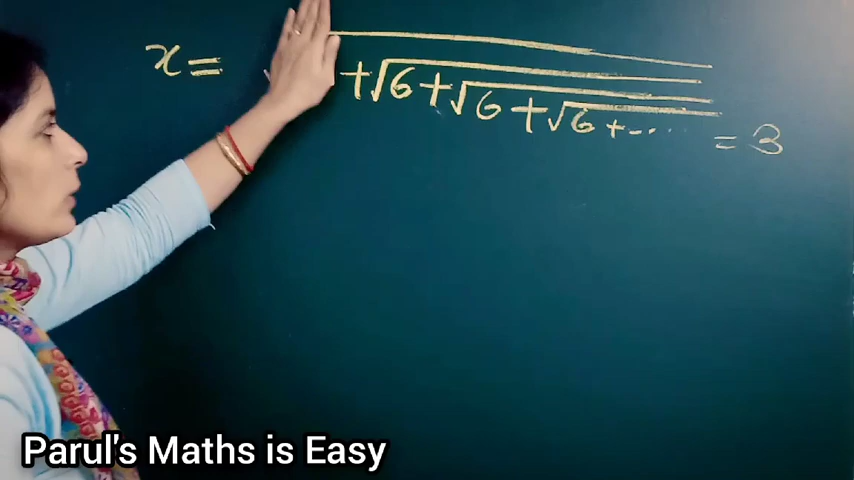 x = +√6+√6+√6+.... = 3
Parul's Maths is Easy